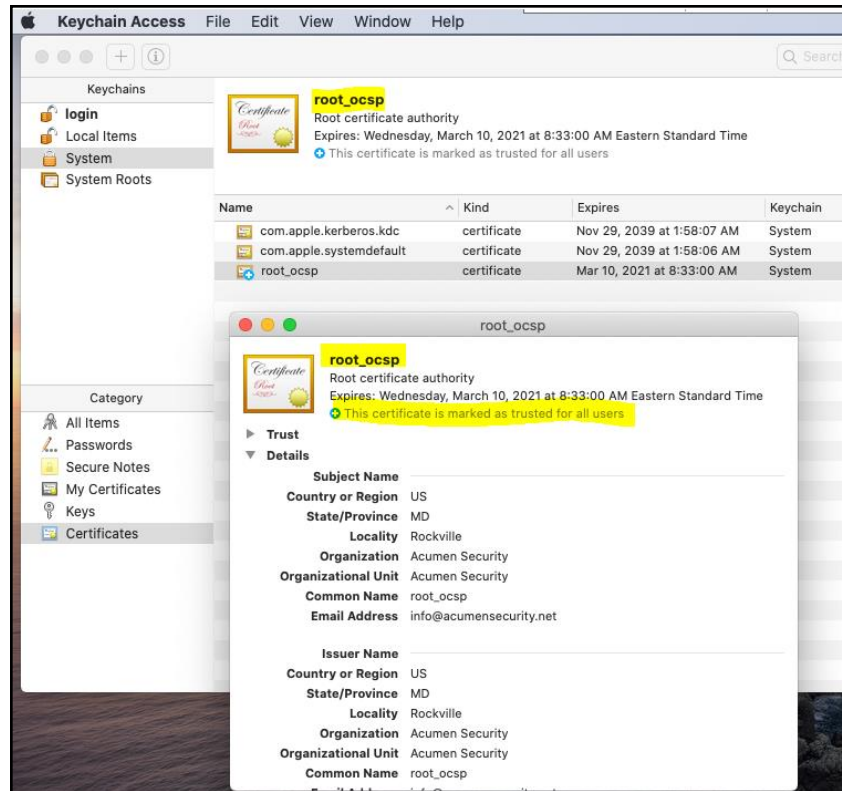 Keychain Access File Edit View Window Help
Search
Keychains
login
Local Items
System
System Roots
Certificate
Root
root_ocsp
Root certificate authority
Expires: Wednesday, March 10, 2021 at 8:33:00 AM Eastern Standard Time
This certificate is marked as trusted for all users
Name Kind Expires Keychain
com.apple.kerberos.kdc certificate Nov 29, 2039 at 1:58:07 AM System
com.apple.systemdefault certificate Nov 29, 2039 at 1:58:06 AM System
root_ocsp certificate Mar 10, 2021 at 8:33:00 AM System
Category
All Items
Passwords
Secure Notes
My Certificates
Keys
Certificates
root_ocsp
Certificate
Root
root_ocsp
Root certificate authority
Expires: Wednesday, March 10, 2021 at 8:33:00 AM Eastern Standard Time
This certificate is marked as trusted for all users
Trust
Details
Subject Name
Country or Region US
State/Province MD
Locality Rockville
Organization Acumen Security
Organizational Unit Acumen Security
Common Name root_ocsp
Email Address info@acumensecurity.net
Issuer Name
Country or Region US
State/Province MD
Locality Rockville
Organization Acumen Security
Organizational Unit Acumen Security
Common Name root_ocsp